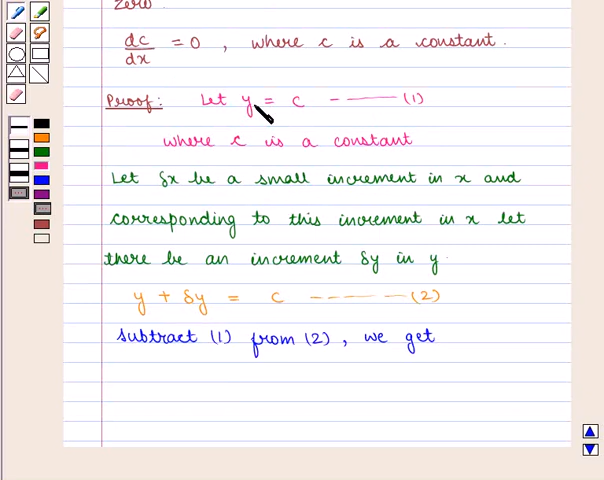 zero.
dc/dx = 0 , where c is a constant.
Proof: Let y = c - ——— (1)
where c is a constant
Let δx be a small increment in x and
corresponding to this increment in x let
there be an increment δy in y.
y + δy = c - - - - - - (2)
subtract (1) from (2) , we get